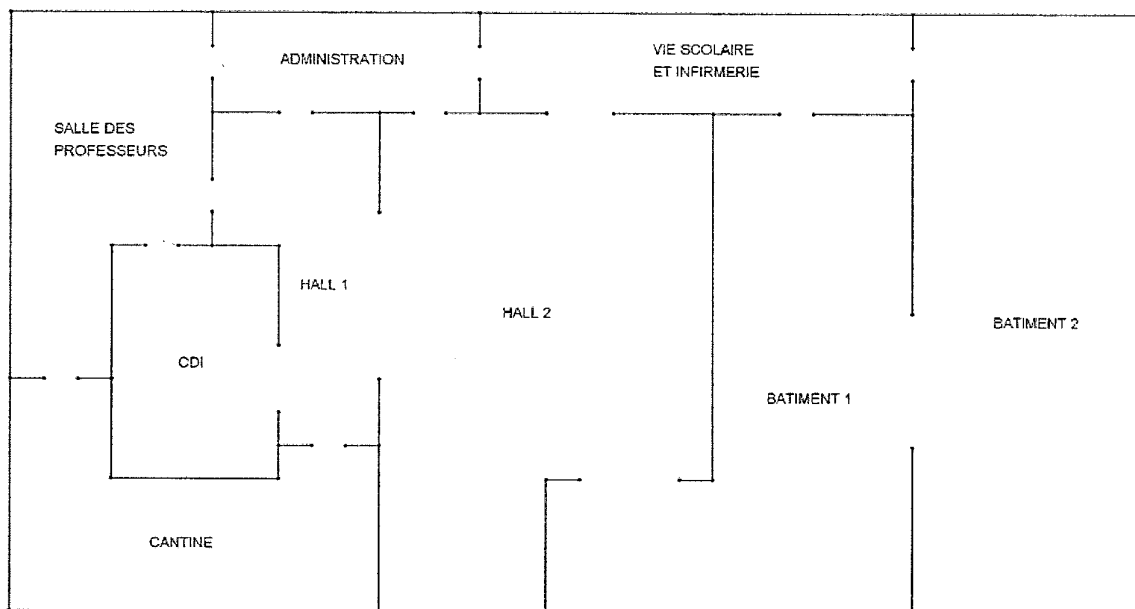 ADMINISTRATION
VIE SCOLAIRE
ET INFIRMERIE
SALLE DES
PROFESSEURS
HALL 1
HALL 2
BATIMENT 2
CDI
BATIMENT 1
CANTINE